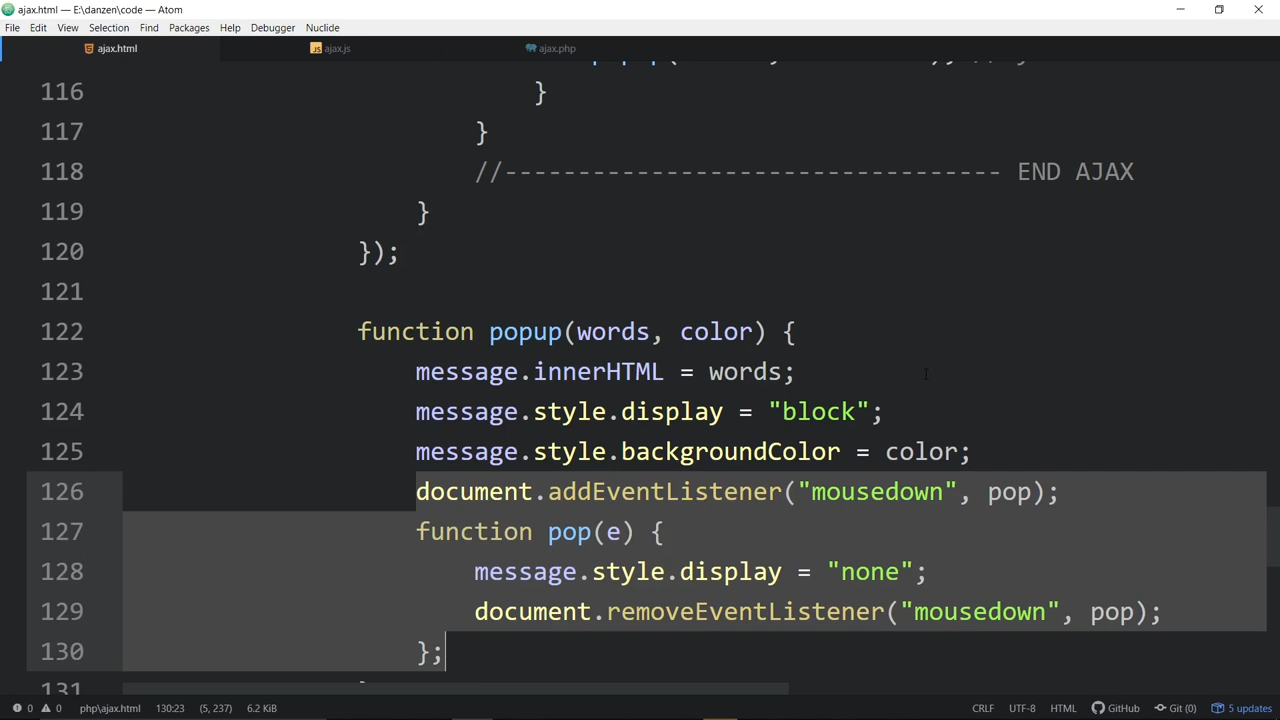 ajax.html — E:\danzen\code — Atom
File Edit View Selection Find Packages Help Debugger Nuclide
ajax.html ajax.js ajax.php
116 }
117 }
118 //---------------------------------- END AJAX
119 }
120 });
121
122 function popup(words, color) {
123 message.innerHTML = words;
124 message.style.display = "block";
125 message.style.backgroundColor = color;
126 document.addEventListener("mousedown", pop);
127 function pop(e) {
128 message.style.display = "none";
129 document.removeEventListener("mousedown", pop);
130 };
131
0 0 php\ajax.html 130:23 (5, 237) 6.2 KiB CRLF UTF-8 HTML GitHub Git (0) 5 updates